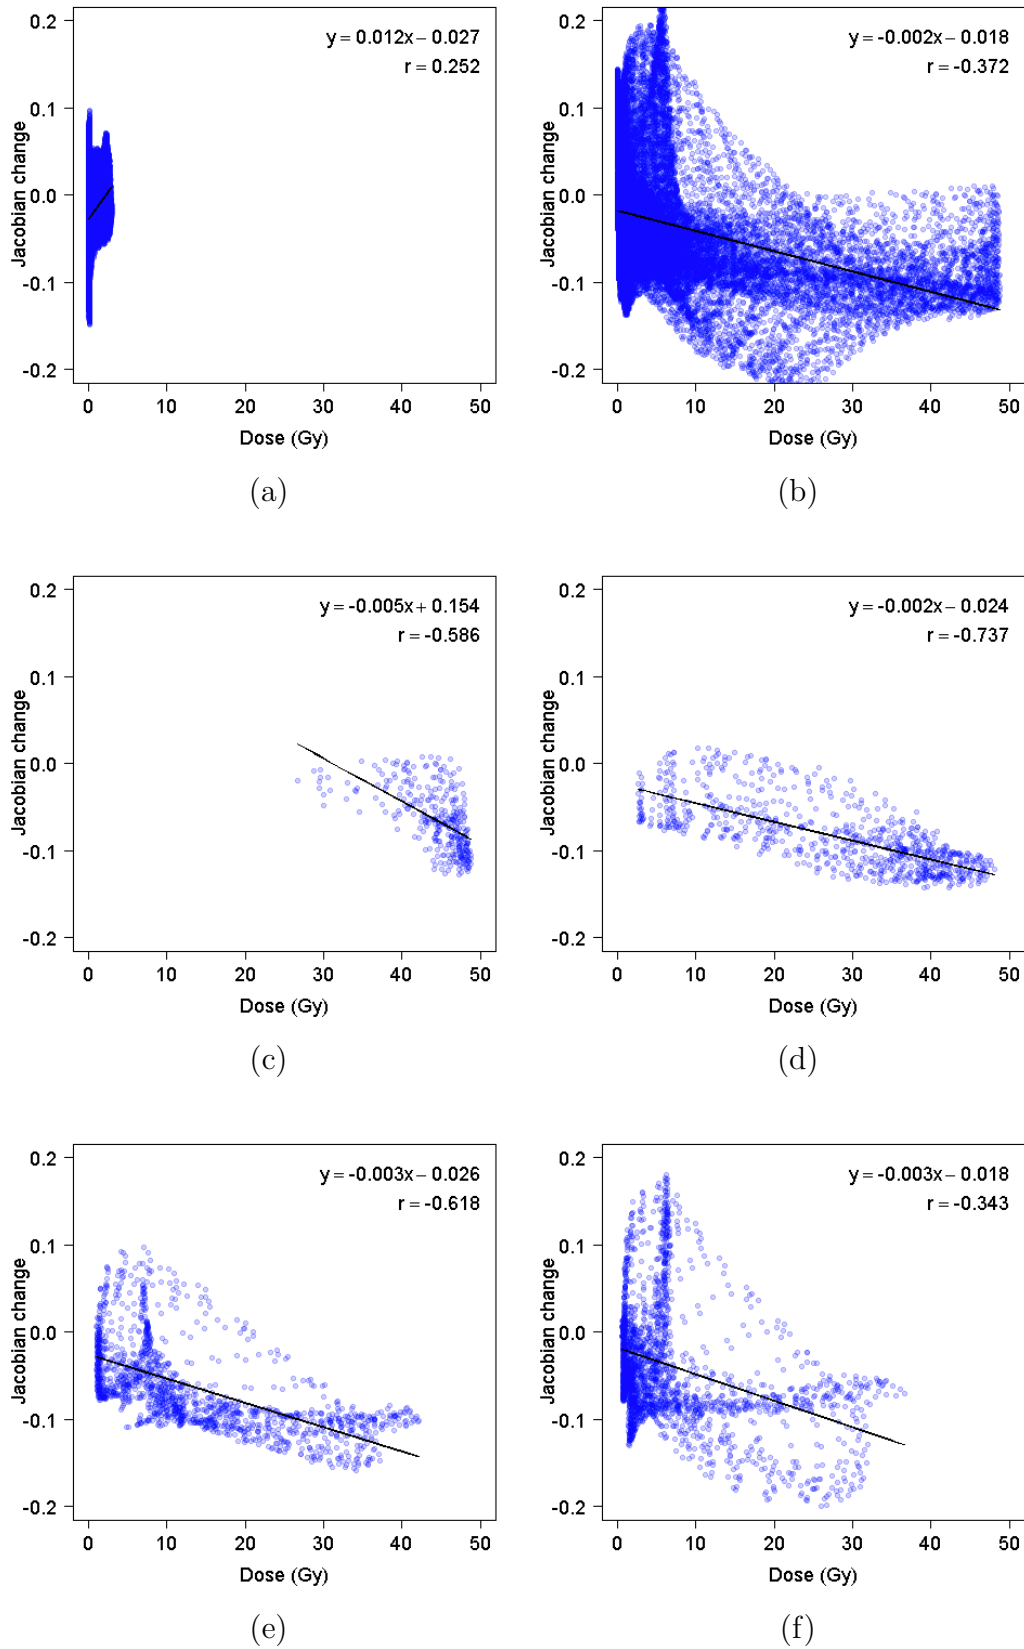 y = 0.012x − 0.027
r = 0.252
0.2
0.1
0.0
-0.1
-0.2
Jacobian change
0 10 20 30 40 50
Dose (Gy)
(a)
y = -0.002x − 0.018
r = -0.372
0.2
0.1
0.0
-0.1
-0.2
Jacobian change
0 10 20 30 40 50
Dose (Gy)
(b)
y = -0.005x + 0.154
r = -0.586
0.2
0.1
0.0
-0.1
-0.2
Jacobian change
0 10 20 30 40 50
Dose (Gy)
(c)
y = -0.002x − 0.024
r = -0.737
0.2
0.1
0.0
-0.1
-0.2
Jacobian change
0 10 20 30 40 50
Dose (Gy)
(d)
y = -0.003x − 0.026
r = -0.618
0.2
0.1
0.0
-0.1
-0.2
Jacobian change
0 10 20 30 40 50
Dose (Gy)
(e)
y = -0.003x − 0.018
r = -0.343
0.2
0.1
0.0
-0.1
-0.2
Jacobian change
0 10 20 30 40 50
Dose (Gy)
(f)